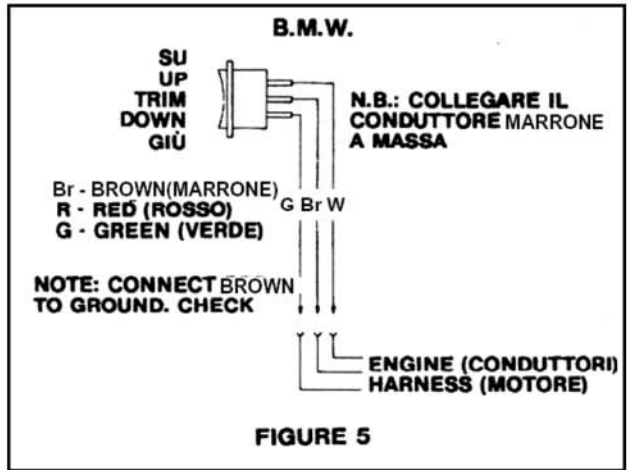 B.M.W.
SU
UP
TRIM
DOWN
GIÙ
N.B.: COLLEGARE IL
CONDUTTORE MARRONE
A MASSA
Br - BROWN(MARRONE)
R - RED (ROSSO)
G - GREEN (VERDE)
G Br W
NOTE: CONNECT BROWN
TO GROUND. CHECK
ENGINE (CONDUTTORI)
HARNESS (MOTORE)
FIGURE 5